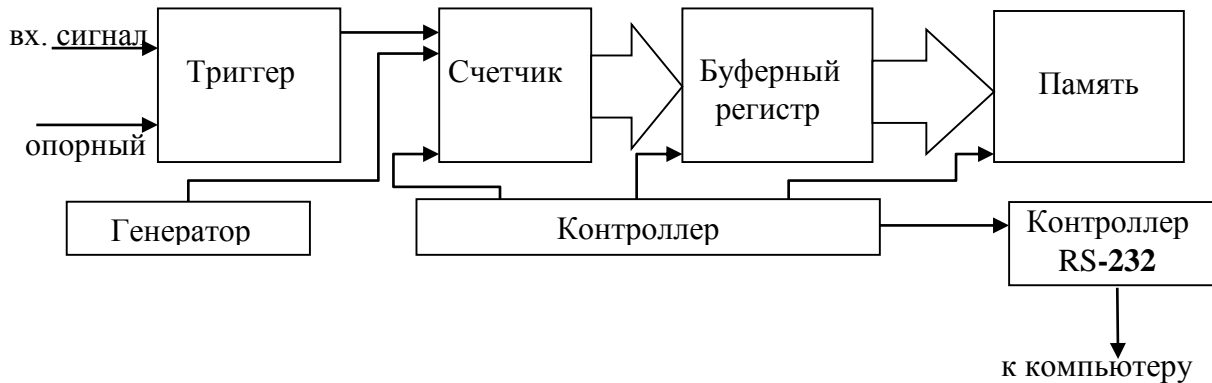 вх. сигнал
Триггер
Счетчик
Буферный
регистр
Память
опорный
Генератор
Контроллер
Контроллер
RS-232
к компьютеру